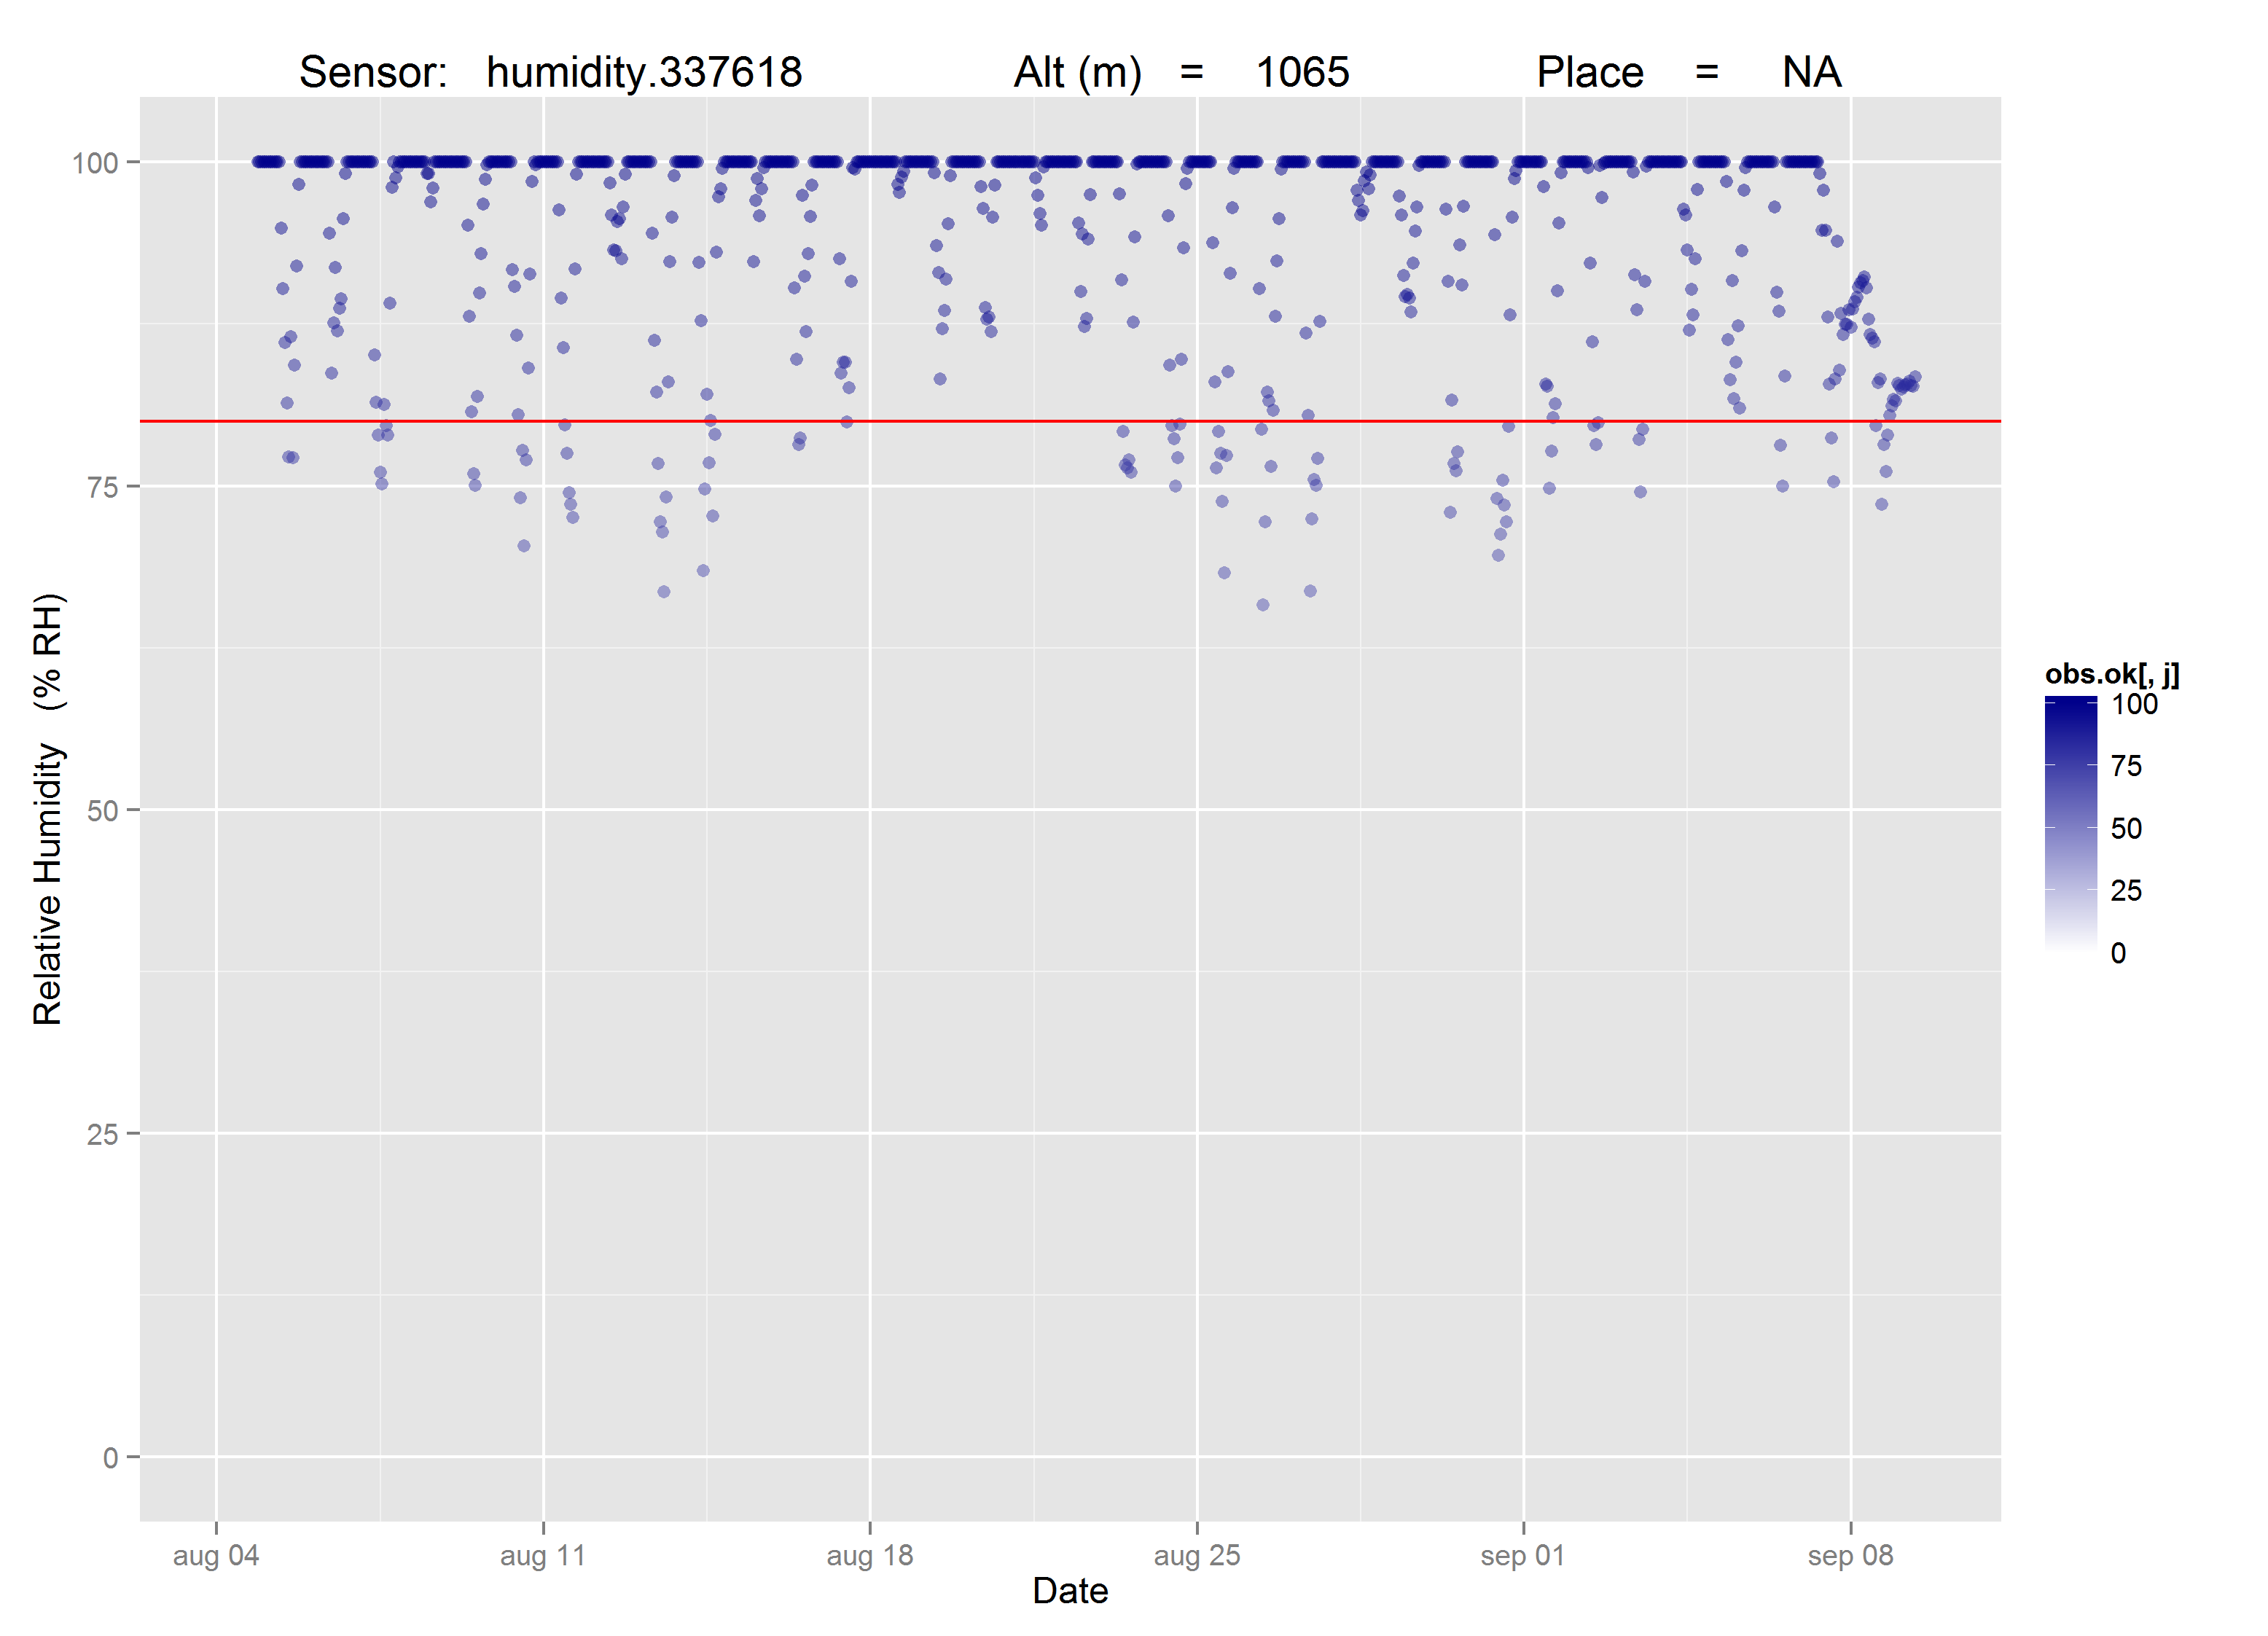 Sensor: humidity.337618 Alt (m) = 1065 Place = NA
100
75
50
25
0
Relative Humidity (% RH)
aug 04 aug 11 aug 18 aug 25 sep 01 sep 08
Date
obs.ok[, j]
100
75
50
25
0